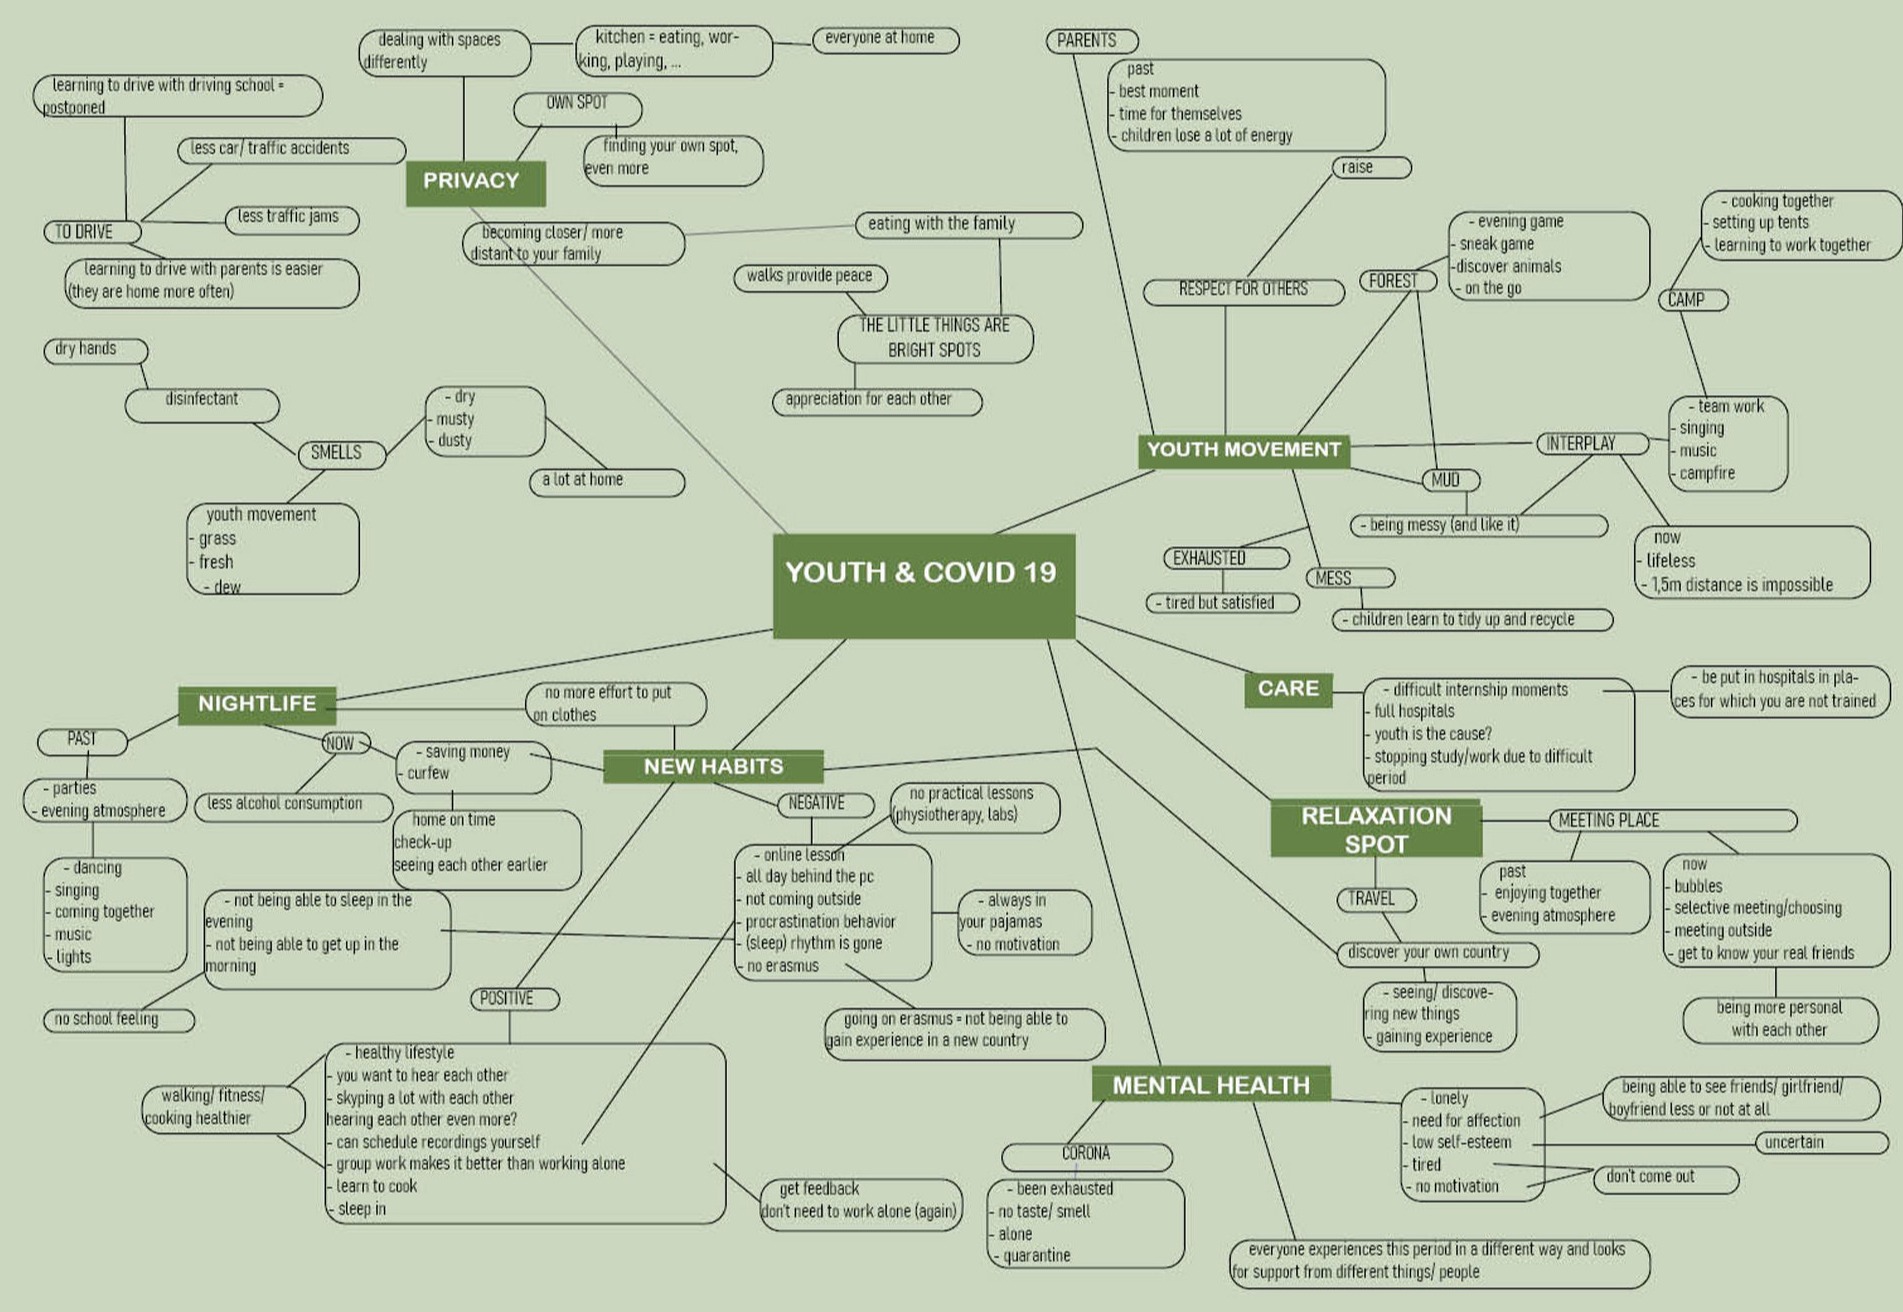 dealing with spaces
differently
kitchen = eating, wor-
king, playing, ...
everyone at home
OWN SPOT
finding your own spot,
even more
PRIVACY
learning to drive with driving school =
postponed
less car/ traffic accidents
less traffic jams
TO DRIVE
learning to drive with parents is easier
(they are home more often)
becoming closer/ more
distant to your family
eating with the family
walks provide peace
THE LITTLE THINGS ARE
BRIGHT SPOTS
appreciation for each other
dry hands
disinfectant
SMELLS
- dry
- musty
- dusty
a lot at home
youth movement
- grass
- fresh
- dew
PARENTS
past
- best moment
- time for themselves
- children lose a lot of energy
raise
RESPECT FOR OTHERS
FOREST
- evening game
- sneak game
-discover animals
- on the go
- cooking together
- setting up tents
- learning to work together
CAMP
- team work
- singing
- music
- campfire
YOUTH MOVEMENT
INTERPLAY
MUD
- being messy (and like it)
now
- lifeless
- 1,5m distance is impossible
EXHAUSTED
- tired but satisfied
MESS
- children learn to tidy up and recycle
YOUTH & COVID 19
NIGHTLIFE
PAST
- parties
- evening atmosphere
- dancing
- singing
- coming together
- music
- lights
NOW
less alcohol consumption
- saving money
- curfew
home on time
check-up
seeing each other earlier
no more effort to put
on clothes
NEW HABITS
NEGATIVE
no practical lessons
(physiotherapy, labs)
- online lesson
- all day behind the pc
- not coming outside
- procrastination behavior
- (sleep) rhythm is gone
- no erasmus
- always in
your pajamas
- no motivation
- not being able to sleep in the
evening
- not being able to get up in the
morning
no school feeling
going on erasmus = not being able to
gain experience in a new country
POSITIVE
- healthy lifestyle
- you want to hear each other
- skyping a lot with each other
hearing each other even more?
- can schedule recordings yourself
- group work makes it better than working alone
- learn to cook
- sleep in
walking/ fitness/
cooking healthier
get feedback
don't need to work alone (again)
CARE
- difficult internship moments
- full hospitals
- youth is the cause?
- stopping study/work due to difficult
period
- be put in hospitals in pla-
ces for which you are not trained
RELAXATION
SPOT
MEETING PLACE
past
- enjoying together
- evening atmosphere
now
- bubbles
- selective meeting/choosing
- meeting outside
- get to know your real friends
being more personal
with each other
TRAVEL
discover your own country
- seeing/ discove-
ring new things
- gaining experience
MENTAL HEALTH
CORONA
- been exhausted
- no taste/ smell
- alone
- quarantine
- lonely
- need for affection
- low self-esteem
- tired
- no motivation
being able to see friends/ girlfriend/
boyfriend less or not at all
uncertain
don't come out
everyone experiences this period in a different way and looks
for support from different things/ people